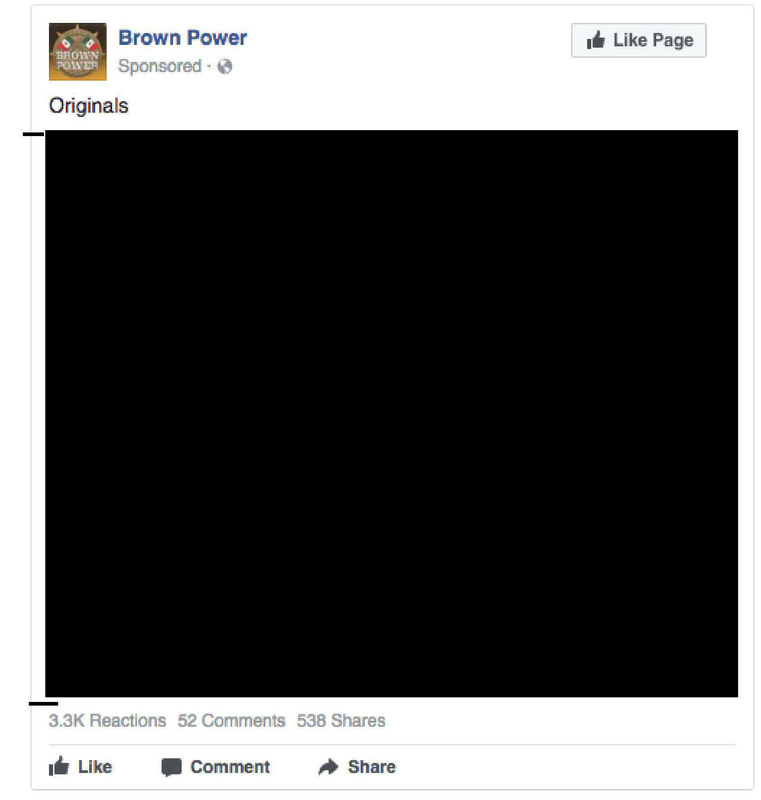 BROWN
POWER
Brown Power
Sponsored ·
Like Page
Originals
3.3K Reactions 52 Comments 538 Shares
Like Comment Share